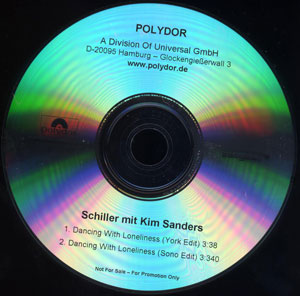 POLYDOR
A Division Of Universal GmbH
D-20095 Hamburg – Glockengießerwall 3
www.polydor.de
Schiller mit Kim Sanders
1. Dancing With Loneliness (York Edit) 3:38
2. Dancing With Loneliness (Sono Edit) 3:340
Not For Sale – For Promotion Only